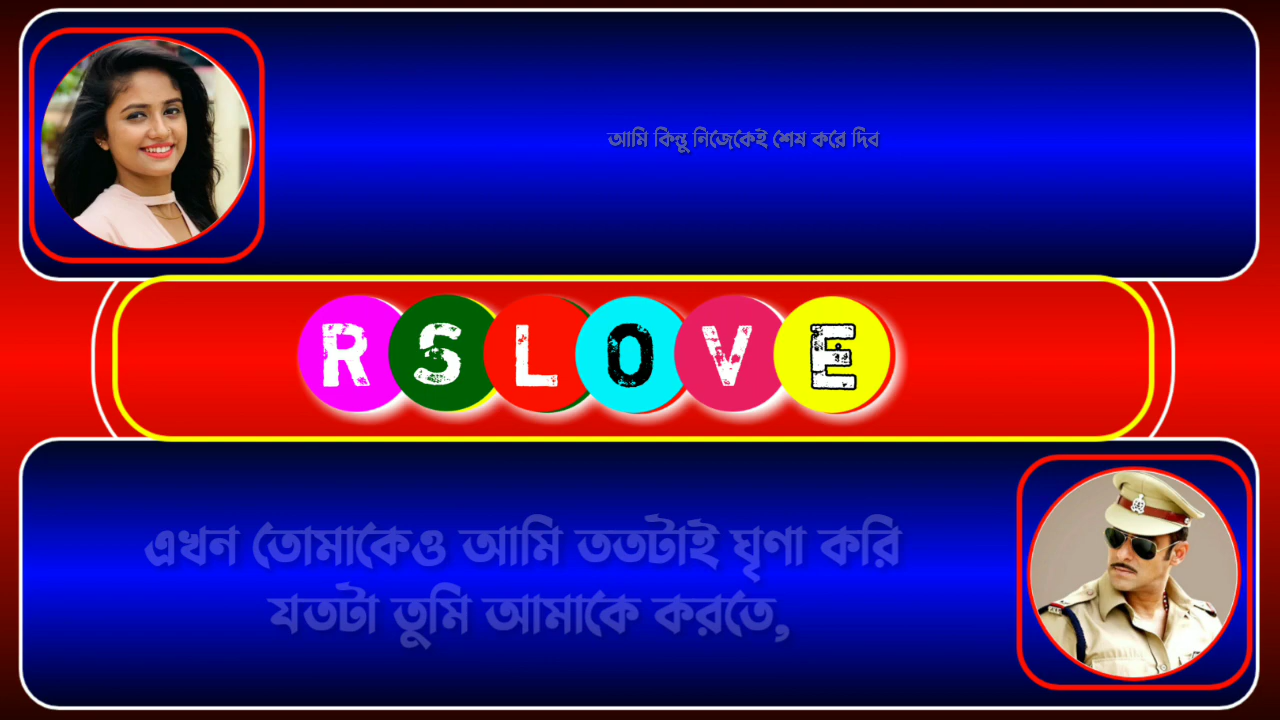 আমি কিন্তু নিজেকেই শেষ করে দিব
RSLOVE
এখন তোমাকেও আমি ততটাই ঘৃণা করি
যতটা তুমি আমাকে করতে,